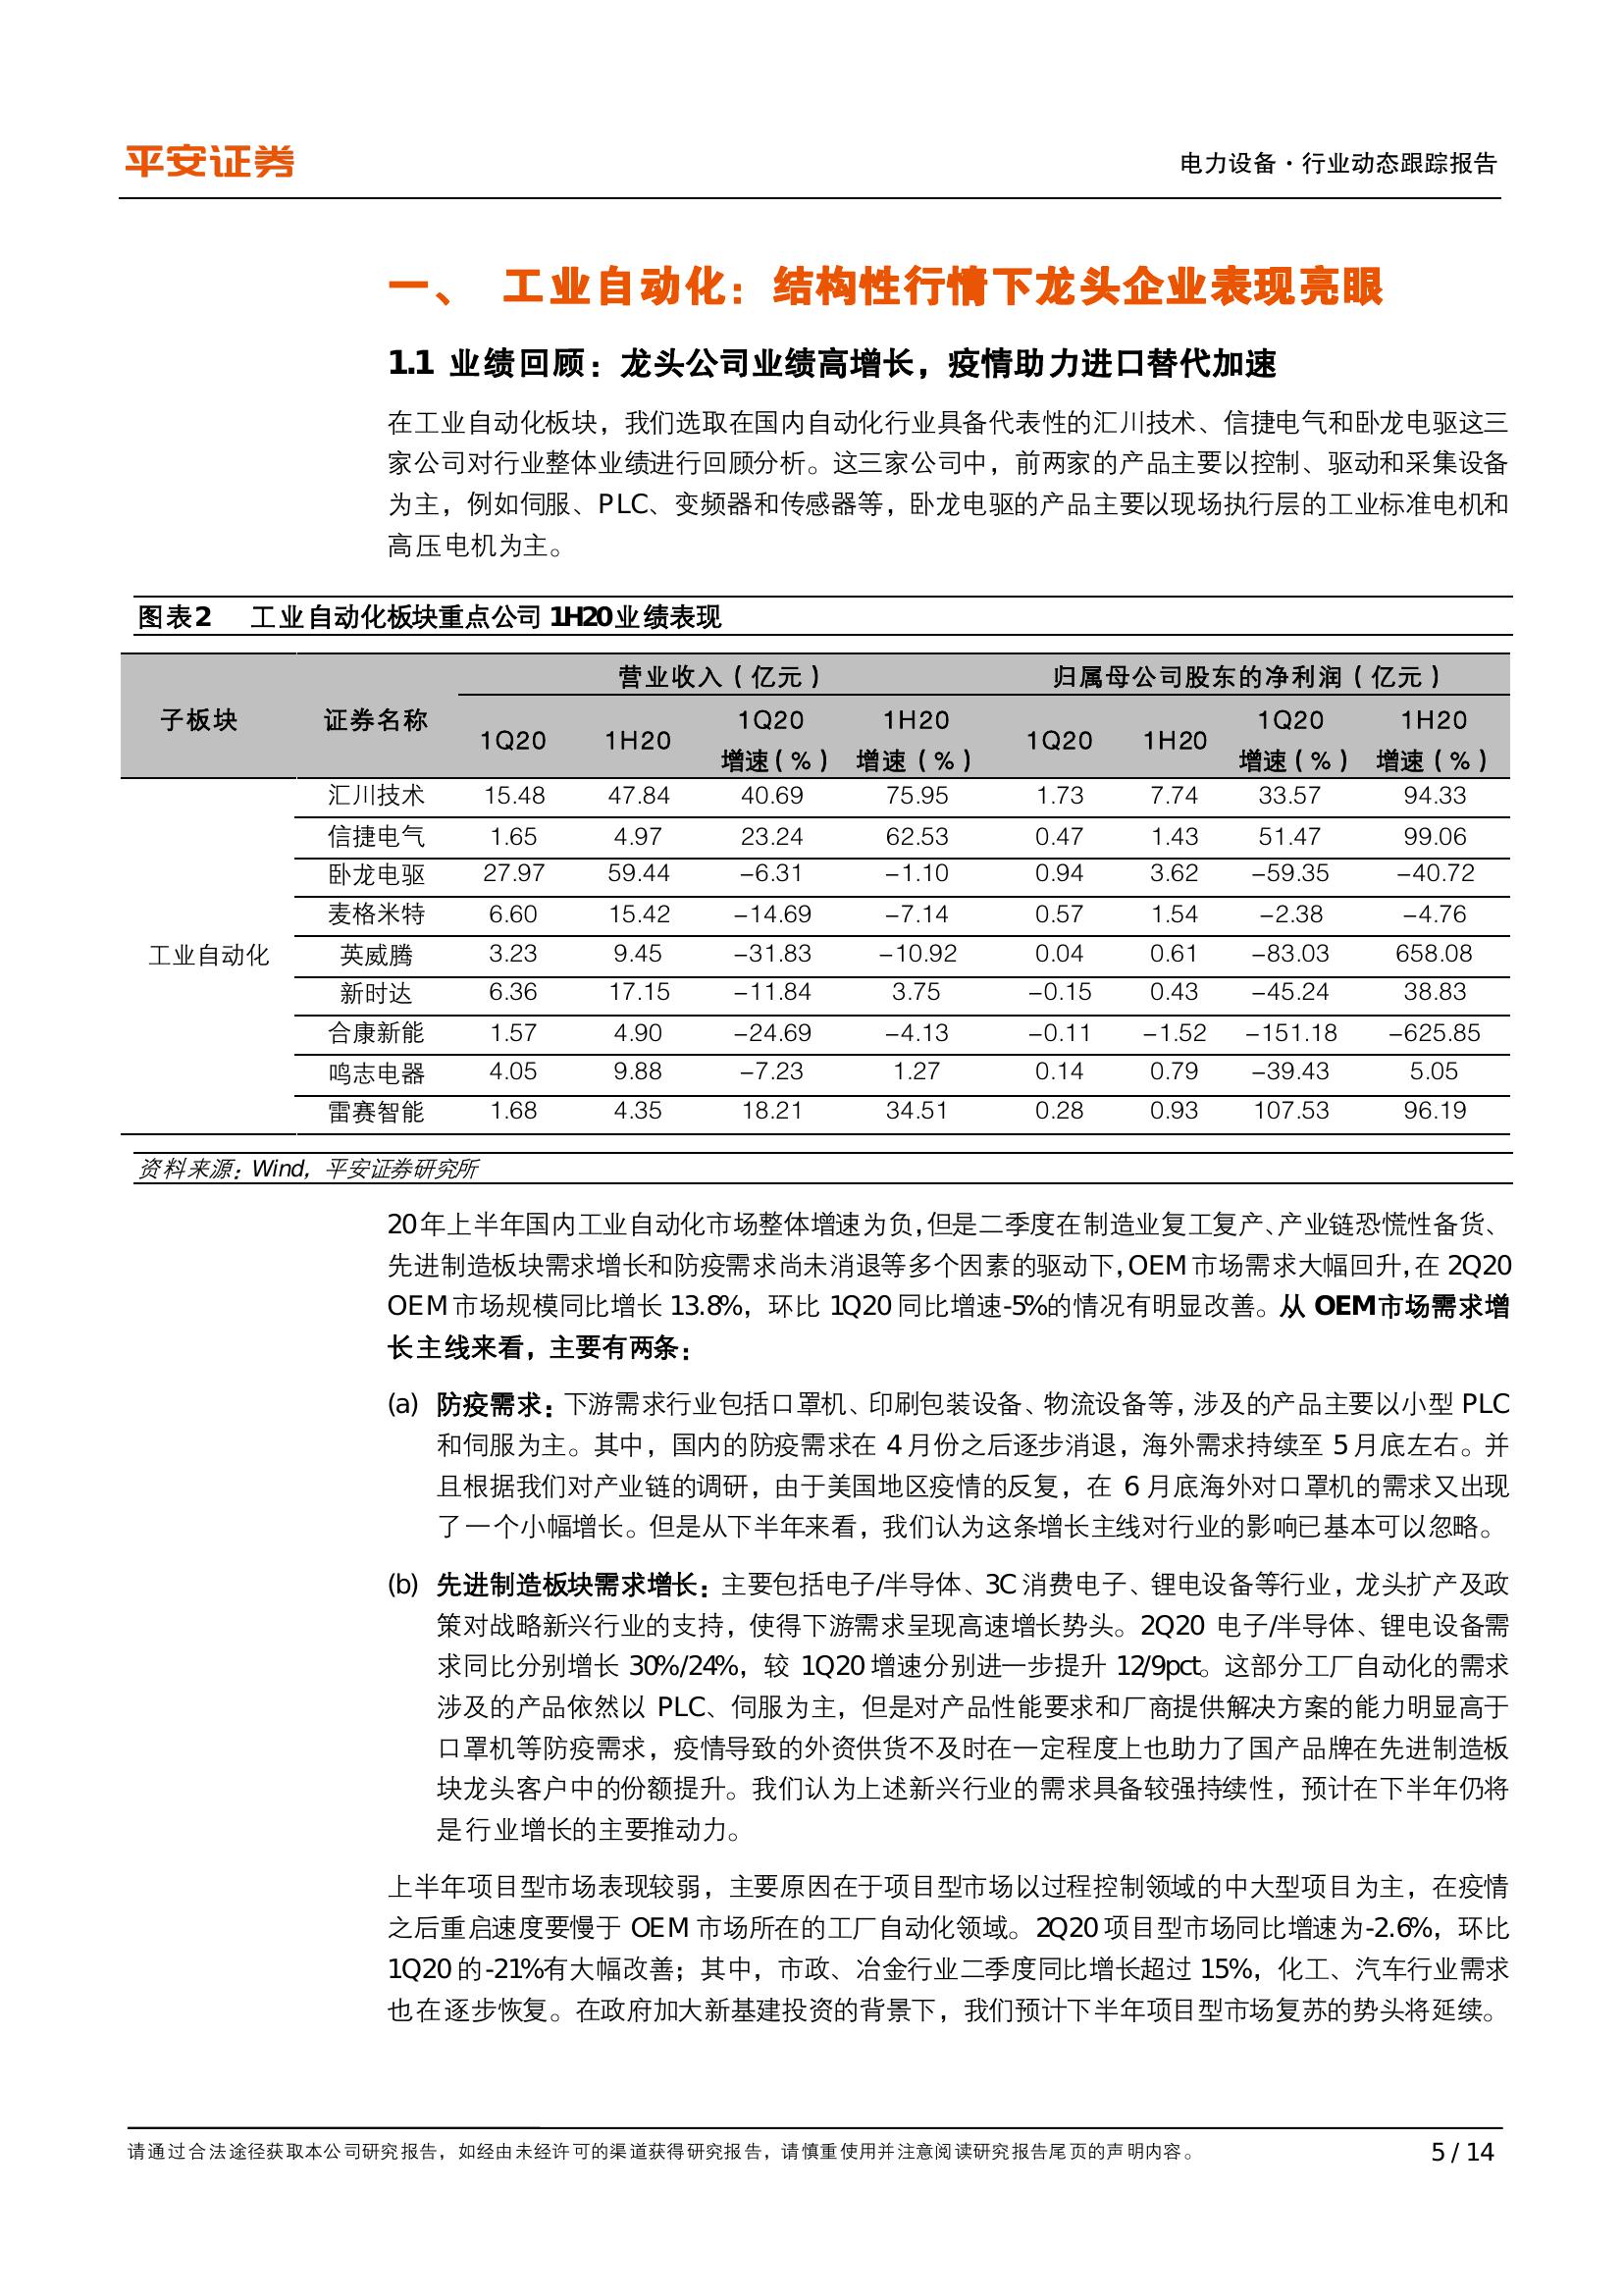 平安证券
电力设备·行业动态跟踪报告
一、 工业自动化：结构性行情下龙头企业表现亮眼
1.1 业绩回顾：龙头公司业绩高增长，疫情助力进口替代加速
在工业自动化板块，我们选取在国内自动化行业具备代表性的汇川技术、信捷电气和卧龙电驱这三
家公司对行业整体业绩进行回顾分析。这三家公司中，前两家的产品主要以控制、驱动和采集设备
为主，例如伺服、PLC、变频器和传感器等，卧龙电驱的产品主要以现场执行层的工业标准电机和
高压电机为主。
图表2 工业自动化板块重点公司 1H20 业绩表现
营业收入（亿元） 归属母公司股东的净利润（亿元）
子板块 证券名称 1Q20 1H20 1Q20 1H20 1Q20 1H20 1Q20 1H20
增速（%） 增速（%） 增速（%） 增速（%）
汇川技术 15.48 47.84 40.69 75.95 1.73 7.74 33.57 94.33
信捷电气 1.65 4.97 23.24 62.53 0.47 1.43 51.47 99.06
卧龙电驱 27.97 59.44 -6.31 -1.10 0.94 3.62 -59.35 -40.72
麦格米特 6.60 15.42 -14.69 -7.14 0.57 1.54 -2.38 -4.76
工业自动化 英威腾 3.23 9.45 -31.83 -10.92 0.04 0.61 -83.03 658.08
新时达 6.36 17.15 -11.84 3.75 -0.15 0.43 -45.24 38.83
合康新能 1.57 4.90 -24.69 -4.13 -0.11 -1.52 -151.18 -625.85
鸣志电器 4.05 9.88 -7.23 1.27 0.14 0.79 -39.43 5.05
雷赛智能 1.68 4.35 18.21 34.51 0.28 0.93 107.53 96.19
资料来源：Wind，平安证券研究所
20年上半年国内工业自动化市场整体增速为负，但是二季度在制造业复工复产、产业链恐慌性备货、
先进制造板块需求增长和防疫需求尚未消退等多个因素的驱动下，OEM 市场需求大幅回升，在 2Q20
OEM 市场规模同比增长 13.8%，环比 1Q20 同比增速-5%的情况有明显改善。从 OEM 市场需求增
长主线来看，主要有两条：
(a) 防疫需求：下游需求行业包括口罩机、印刷包装设备、物流设备等，涉及的产品主要以小型 PLC
和伺服为主。其中，国内的防疫需求在 4 月份之后逐步消退，海外需求持续至 5 月底左右。并
且根据我们对产业链的调研，由于美国地区疫情的反复，在 6 月底海外对口罩机的需求又出现
了一个小幅增长。但是从下半年来看，我们认为这条增长主线对行业的影响已基本可以忽略。
(b) 先进制造板块需求增长：主要包括电子/半导体、3C 消费电子、锂电设备等行业，龙头扩产及政
策对战略新兴行业的支持，使得下游需求呈现高速增长势头。2Q20 电子/半导体、锂电设备需
求同比分别增长 30%/24%，较 1Q20 增速分别进一步提升 12/9pct。这部分工厂自动化的需求
涉及的产品依然以 PLC、伺服为主，但是对产品性能要求和厂商提供解决方案的能力明显高于
口罩机等防疫需求，疫情导致的外资供货不及时在一定程度上也助力了国产品牌在先进制造板
块龙头客户中的份额提升。我们认为上述新兴行业的需求具备较强持续性，预计在下半年仍将
是行业增长的主要推动力。
上半年项目型市场表现较弱，主要原因在于项目型市场以过程控制领域的中大型项目为主，在疫情
之后重启速度要慢于 OEM 市场所在的工厂自动化领域。2Q20 项目型市场同比增速为-2.6%，环比
1Q20 的-21%有大幅改善；其中，市政、冶金行业二季度同比增长超过 15%，化工、汽车行业需求
也在逐步恢复。在政府加大新基建投资的背景下，我们预计下半年项目型市场复苏的势头将延续。
请通过合法途径获取本公司研究报告，如经由未经许可的渠道获得研究报告，请慎重使用并注意阅读研究报告尾页的声明内容。
5 / 14